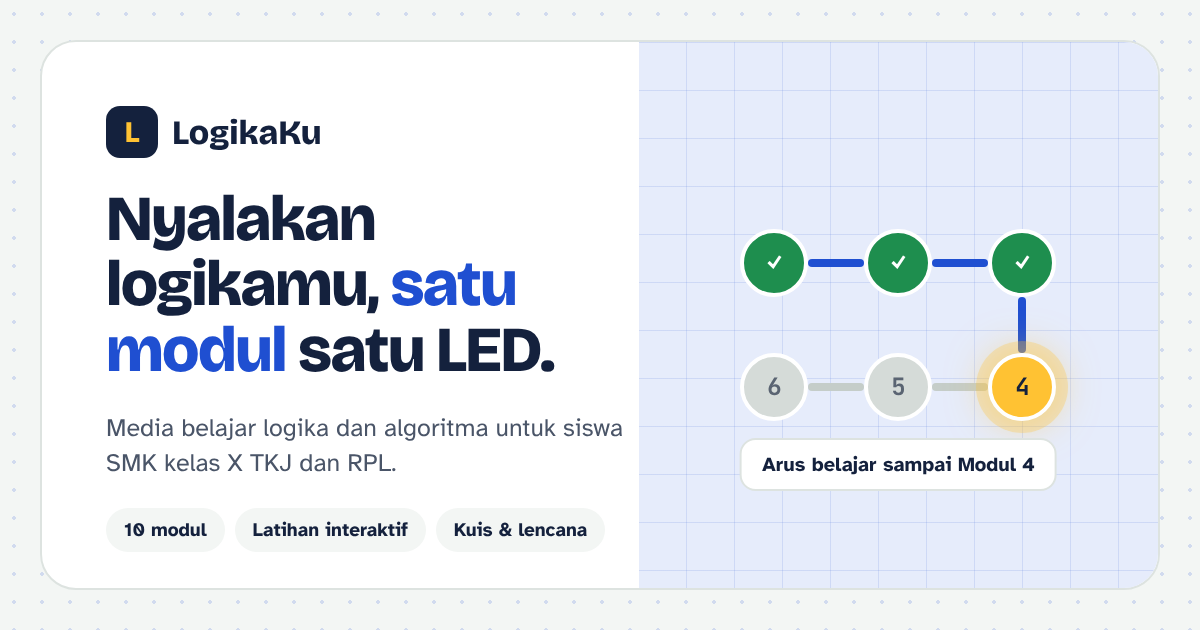 L LogikaKu
Nyalakan
logikamu, satu
modul satu LED.
Media belajar logika dan algoritma untuk siswa
SMK kelas X TKJ dan RPL.
10 modul Latihan interaktif Kuis & lencana
6 5 4
Arus belajar sampai Modul 4